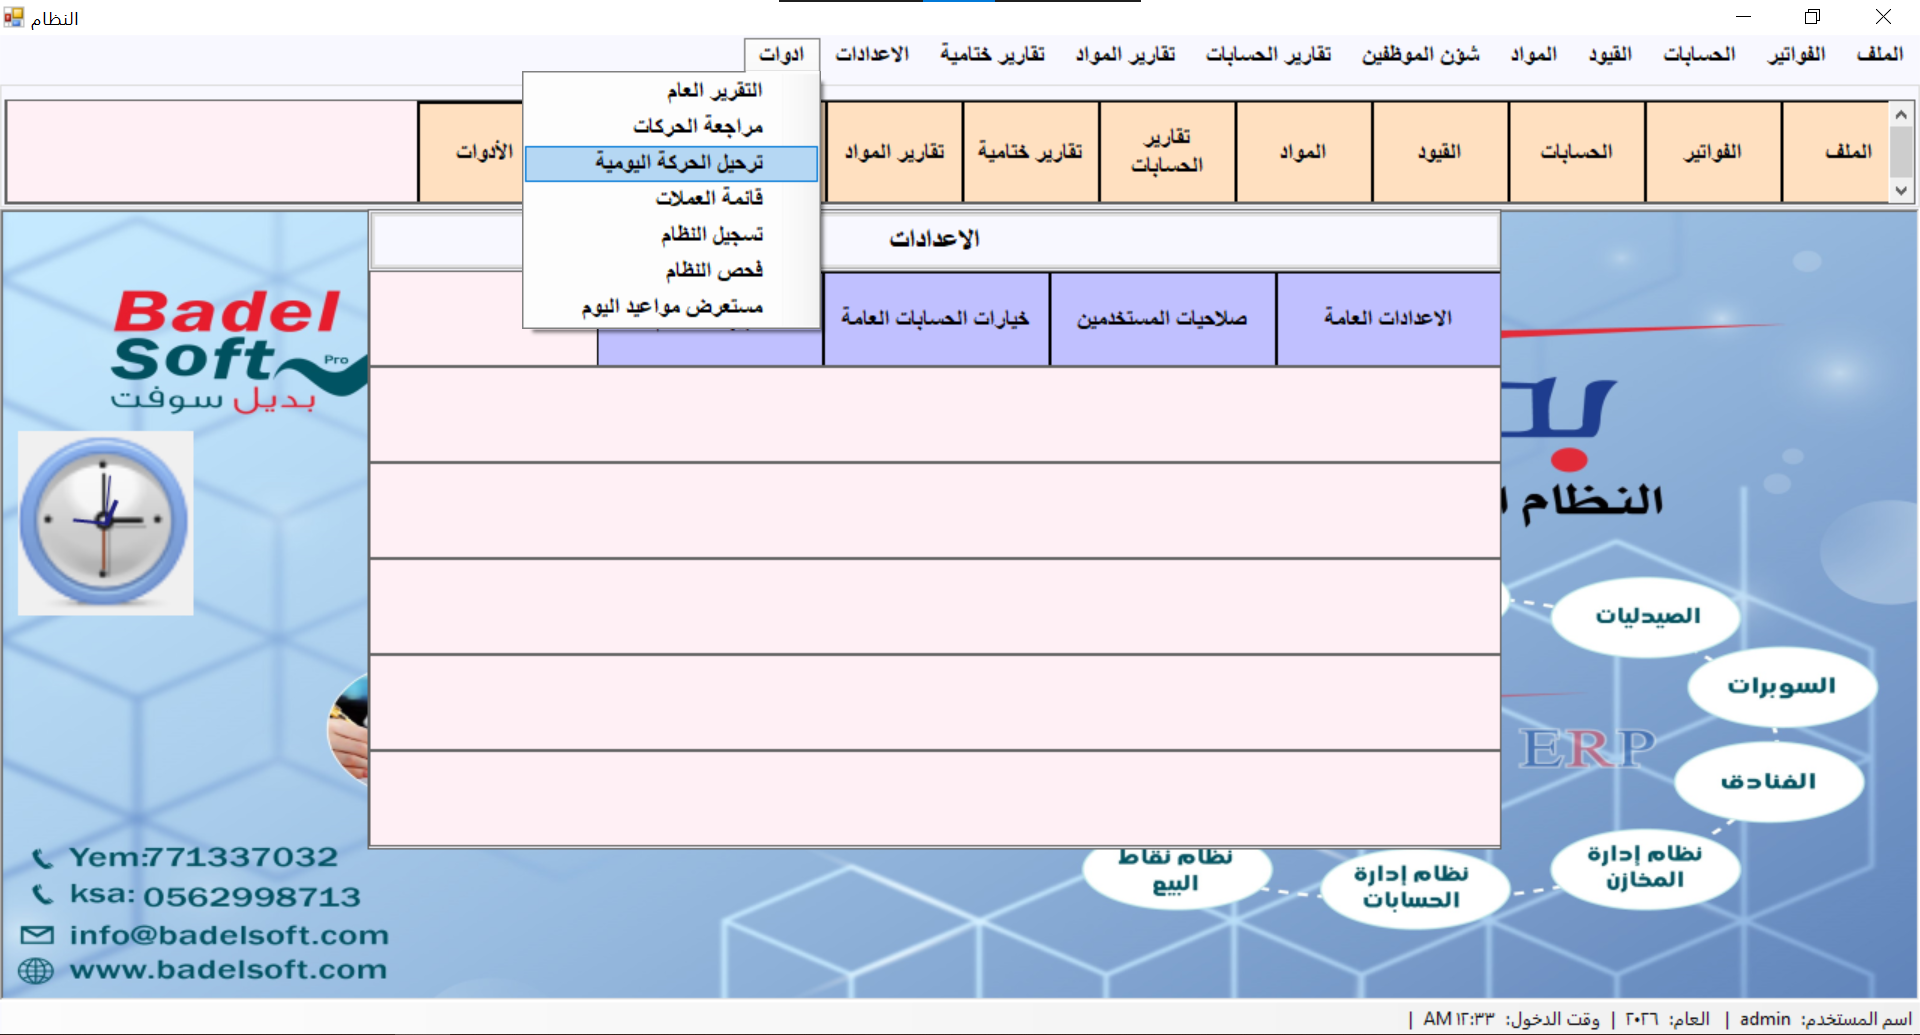 النظام
الملف
الفواتير
الحسابات
القيود
المواد
شؤن الموظفين
تقارير الحسابات
تقارير المواد
تقارير ختامية
الاعدادات
ادوات
التقرير العام
مراجعة الحركات
ترحيل الحركة اليومية
قائمة العملات
تسجيل النظام
فحص النظام
مستعرض مواعيد اليوم
الملف
الفواتير
الحسابات
القيود
المواد
تقارير
الحسابات
تقارير ختامية
تقارير المواد
الأدوات
الاعدادات
الاعدادات العامة
صلاحيات المستخدمين
خيارات الحسابات العامة
Badel
Soft
Pro
بديل سوفت
النظام
الصيدليات
السوبرات
ERP
الفنادق
نظام إدارة
المخازن
نظام إدارة
الحسابات
نظام نقاط
البيع
Yem:771337032
ksa: 0562998713
info@badelsoft.com
www.badelsoft.com
اسم المستخدم: admin | العام: ٢٠٢٦ | وقت الدخول: ١٢:٣٣ AM |